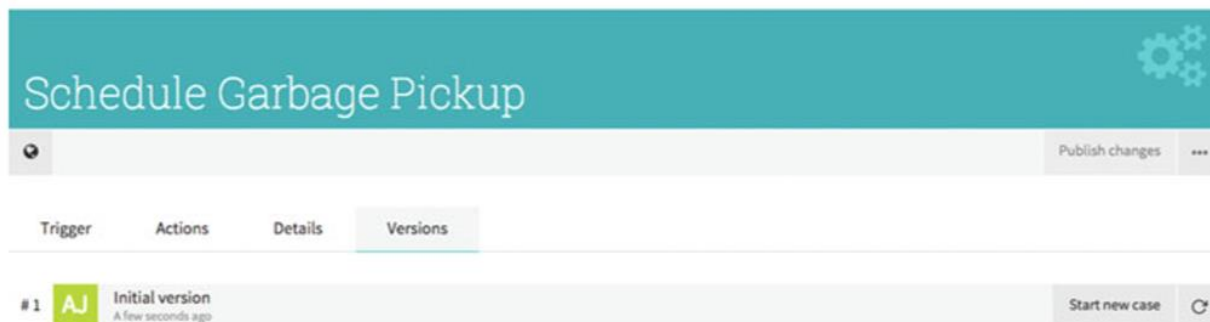 Schedule Garbage Pickup
Publish changes ...
Trigger Actions Details Versions
# 1 AJ Initial version Start new case
A few seconds ago